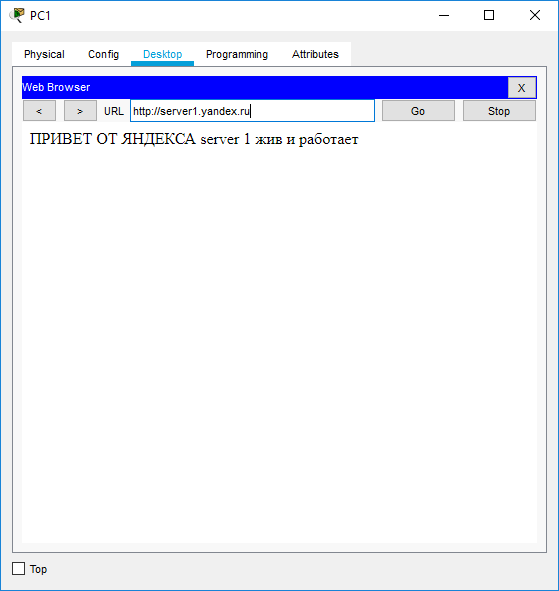 PC1
Physical Config Desktop Programming Attributes
Web Browser X
< > URL http://server1.yandex.ru Go Stop
ПРИВЕТ ОТ ЯНДЕКСА server 1 жив и работает
Top